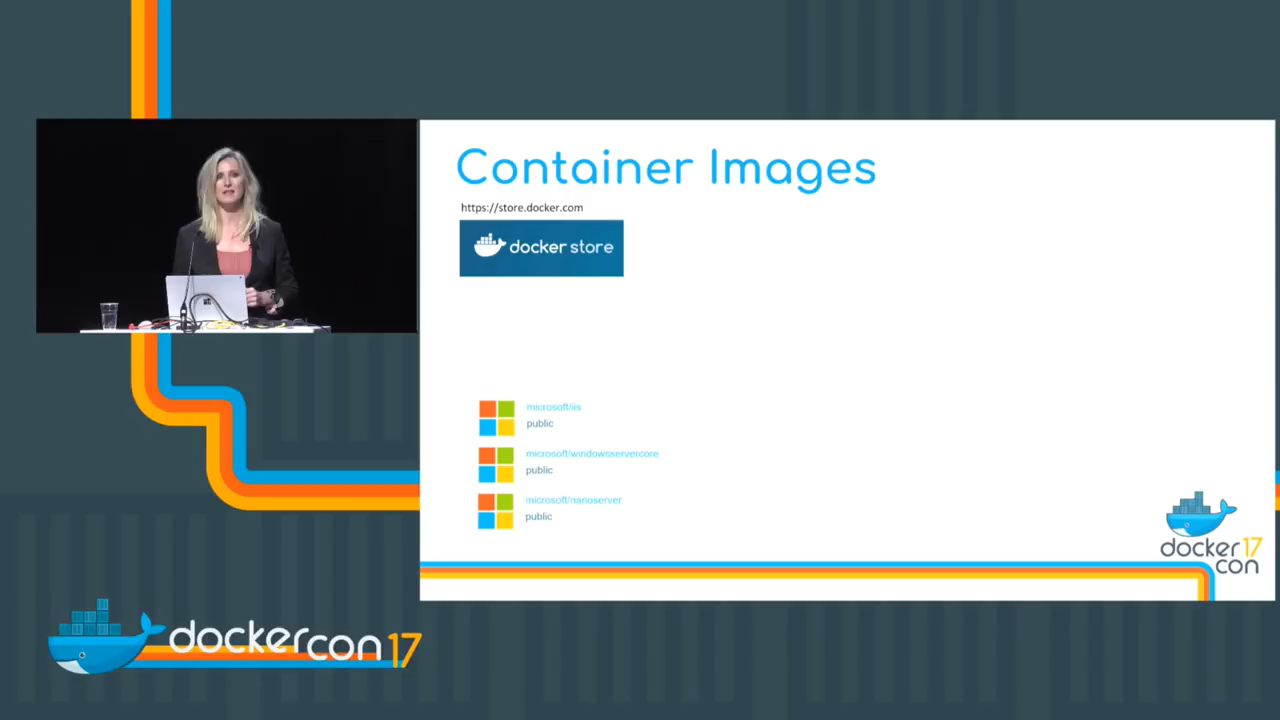 Container Images
https://store.docker.com
docker store
microsoft/iis
public
microsoft/windowsservercore
public
microsoft/nanoserver
public
docker 17
con
dockercon 17